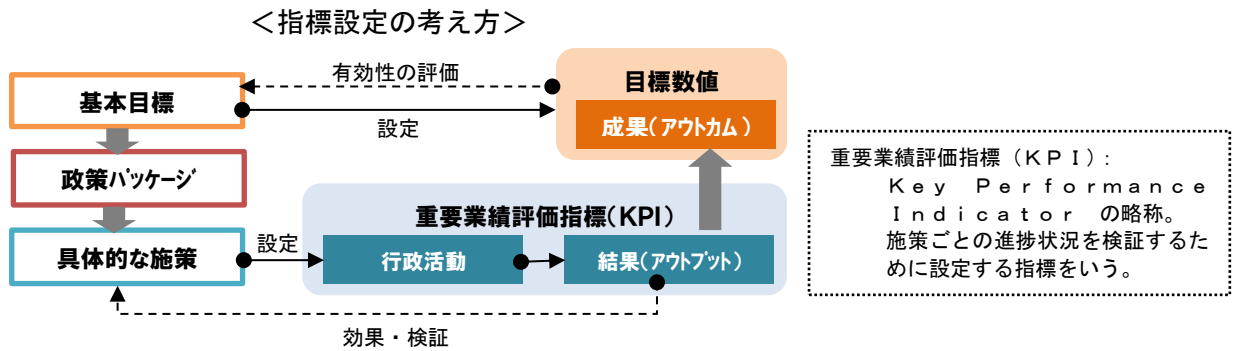 ＜指標設定の考え方＞
有効性の評価
基本目標
設定
目標数値
成果(アウトカム)
政策パッケージ
重要業績評価指標(KPI)
具体的な施策
設定
行政活動
結果(アウトプット)
効果・検証
重要業績評価指標（ＫＰＩ）:
Ｋｅｙ　Ｐｅｒｆｏｒｍａｎｃｅ
Ｉｎｄｉｃａｔｏｒ　の略称。
施策ごとの進捗状況を検証するた
めに設定する指標をいう。